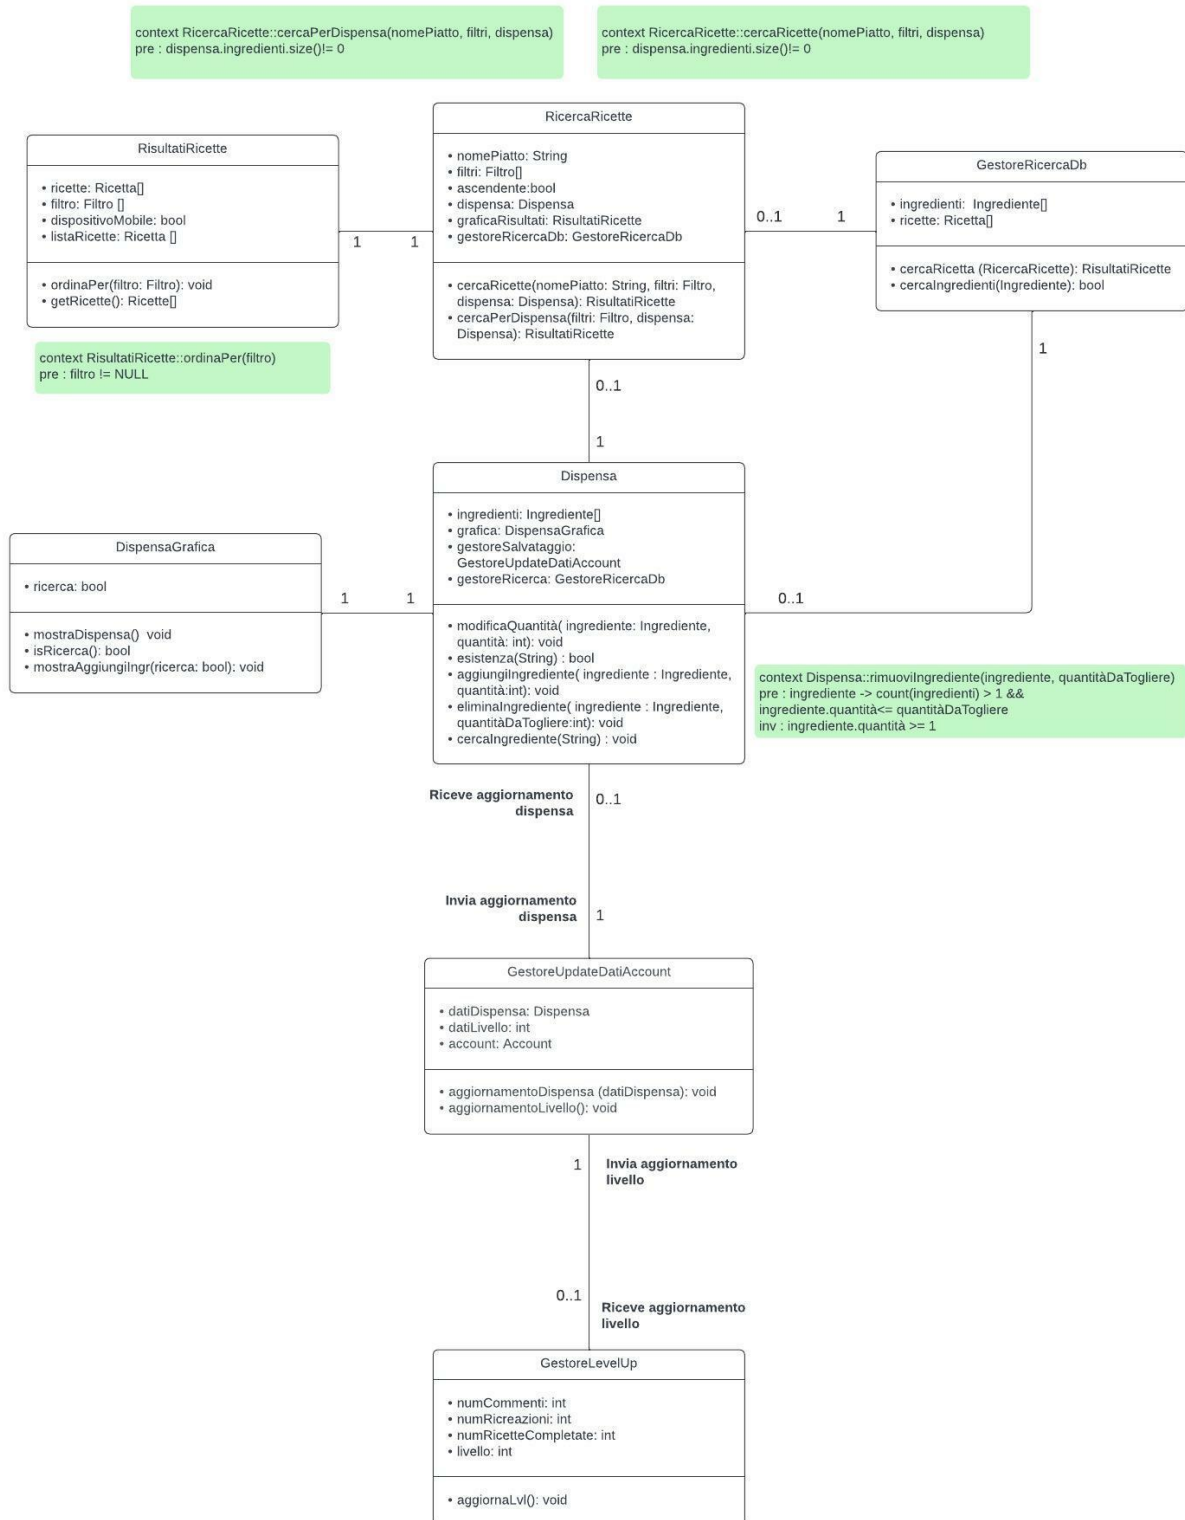 context RicercaRicette::cercaPerDispensa(nomePiatto, filtri, dispensa)
pre : dispensa.ingredienti.size()!= 0
context RicercaRicette::cercaRicette(nomePiatto, filtri, dispensa)
pre : dispensa.ingredienti.size()!= 0
RisultatiRicette
• ricette: Ricetta[]
• filtro: Filtro []
• dispositivoMobile: bool
• listaRicette: Ricetta []
• ordinaPer(filtro: Filtro): void
• getRicette(): Ricette[]
1
1
RicercaRicette
• nomePiatto: String
• filtri: Filtro[]
• ascendente:bool
• dispensa: Dispensa
• graficaRisultati: RisultatiRicette
• gestoreRicercaDb: GestoreRicercaDb
• cercaRicette(nomePiatto: String, filtri: Filtro,
dispensa: Dispensa): RisultatiRicette
• cercaPerDispensa(filtri: Filtro, dispensa:
Dispensa): RisultatiRicette
0..1
1
GestoreRicercaDb
• ingredienti:  Ingrediente[]
• ricette: Ricetta[]
• cercaRicetta (RicercaRicette): RisultatiRicette
• cercaIngredienti(Ingrediente): bool
context RisultatiRicette::ordinaPer(filtro)
pre : filtro != NULL
1
0..1
1
DispensaGrafica
• ricerca: bool
• mostraDispensa()  void
• isRicerca(): bool
• mostraAggiungiIngr(ricerca: bool): void
1
1
Dispensa
• ingredienti: Ingrediente[]
• grafica: DispensaGrafica
• gestoreSalvataggio:
GestoreUpdateDatiAccount
• gestoreRicerca: GestoreRicercaDb
• modificaQuantità( ingrediente: Ingrediente,
quantità: int): void
• esistenza(String) : bool
• aggiungiIngrediente( ingrediente : Ingrediente,
quantità:int): void
• eliminaIngrediente( ingrediente : Ingrediente,
quantitàDaTogliere:int): void
• cercaIngrediente(String) : void
0..1
context Dispensa::rimuoviIngrediente(ingrediente, quantitàDaTogliere)
pre : ingrediente -> count(ingredienti) > 1 &&
ingrediente.quantità<= quantitàDaTogliere
inv : ingrediente.quantità >= 1
Riceve aggiornamento
dispensa
0..1
Invia aggiornamento
dispensa
1
GestoreUpdateDatiAccount
• datiDispensa: Dispensa
• datiLivello: int
• account: Account
• aggiornamentoDispensa (datiDispensa): void
• aggiornamentoLivello(): void
1
Invia aggiornamento
livello
0..1
Riceve aggiornamento
livello
GestoreLevelUp
• numCommenti: int
• numRicreazioni: int
• numRicetteCompletate: int
• livello: int
• aggiornaLvl(): void